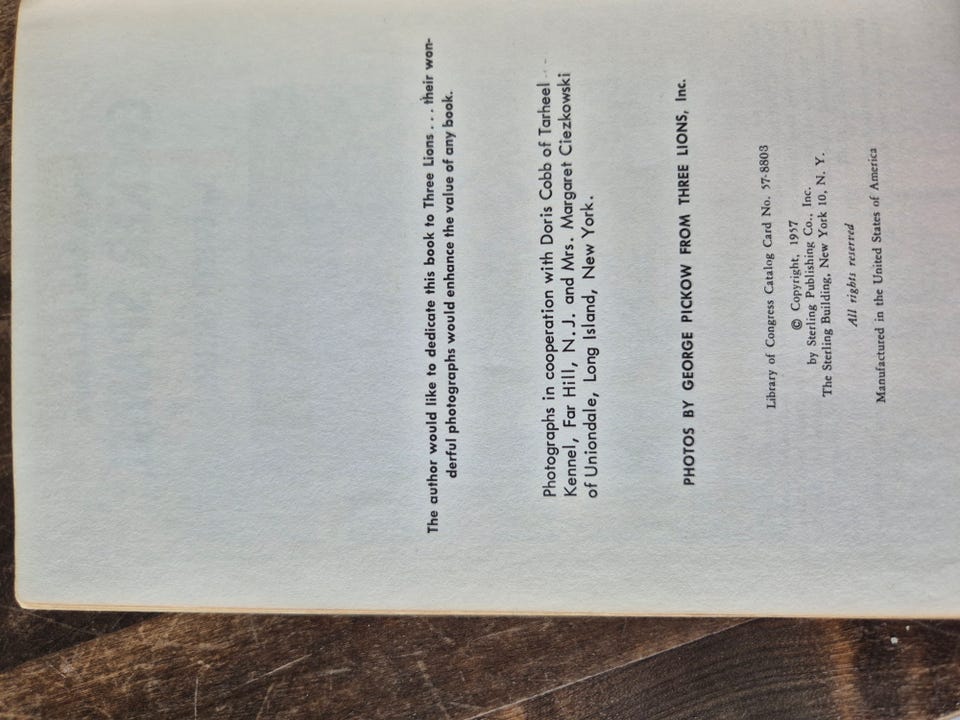 The author would like to dedicate this book to Three Lions . . . their won-
derful photographs would enhance the value of any book.
Photographs in cooperation with Doris Cobb of Tarheel
Kennel, Far Hill, N. J. and Mrs. Margaret Ciezkowski
of Uniondale, Long Island, New York.
PHOTOS BY GEORGE PICKOW FROM THREE LIONS, Inc.
Library of Congress Catalog Card No. 57-8803
© Copyright, 1957
by Sterling Publishing Co., Inc.
The Sterling Building, New York 10, N. Y.
All rights reserved
Manufactured in the United States of America